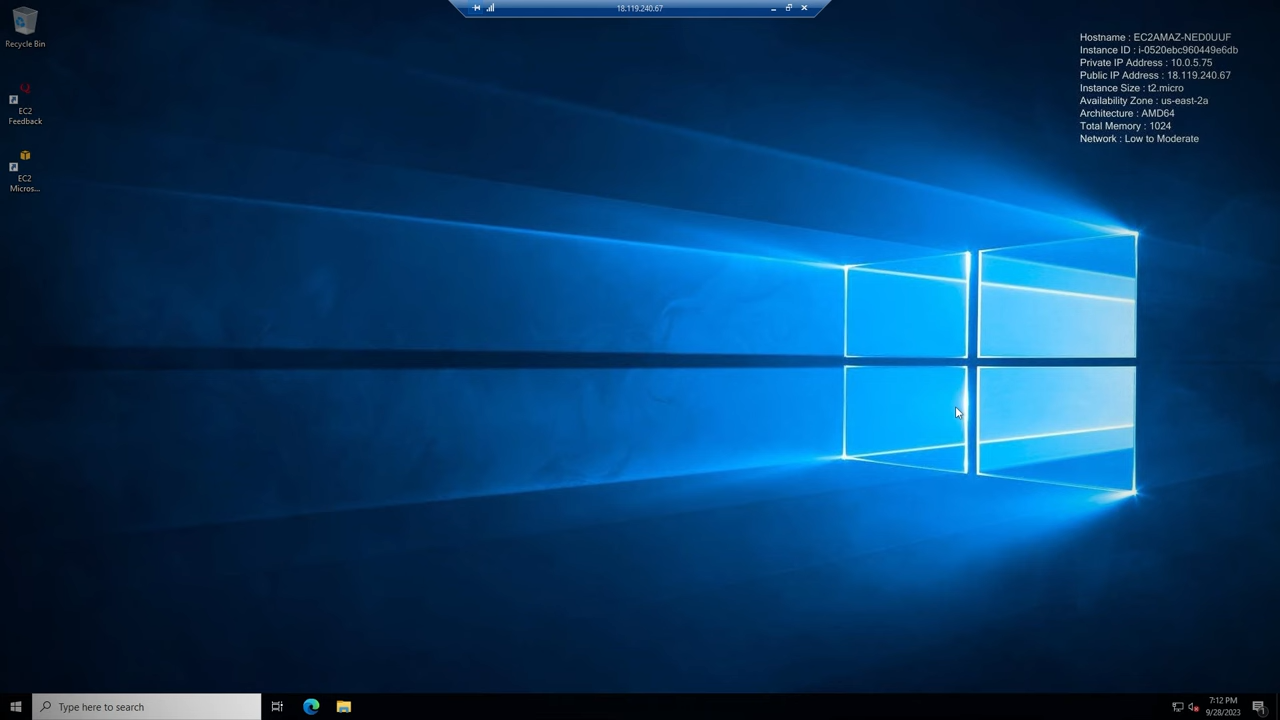 18.119.240.67
Recycle Bin
EC2
Feedback
EC2
Micros...
Hostname : EC2AMAZ-NED0UUF
Instance ID : i-0520ebc960449e6db
Private IP Address : 10.0.5.75
Public IP Address : 18.119.240.67
Instance Size : t2.micro
Availability Zone : us-east-2a
Architecture : AMD64
Total Memory : 1024
Network : Low to Moderate
Type here to search
7:12 PM
9/28/2023
1